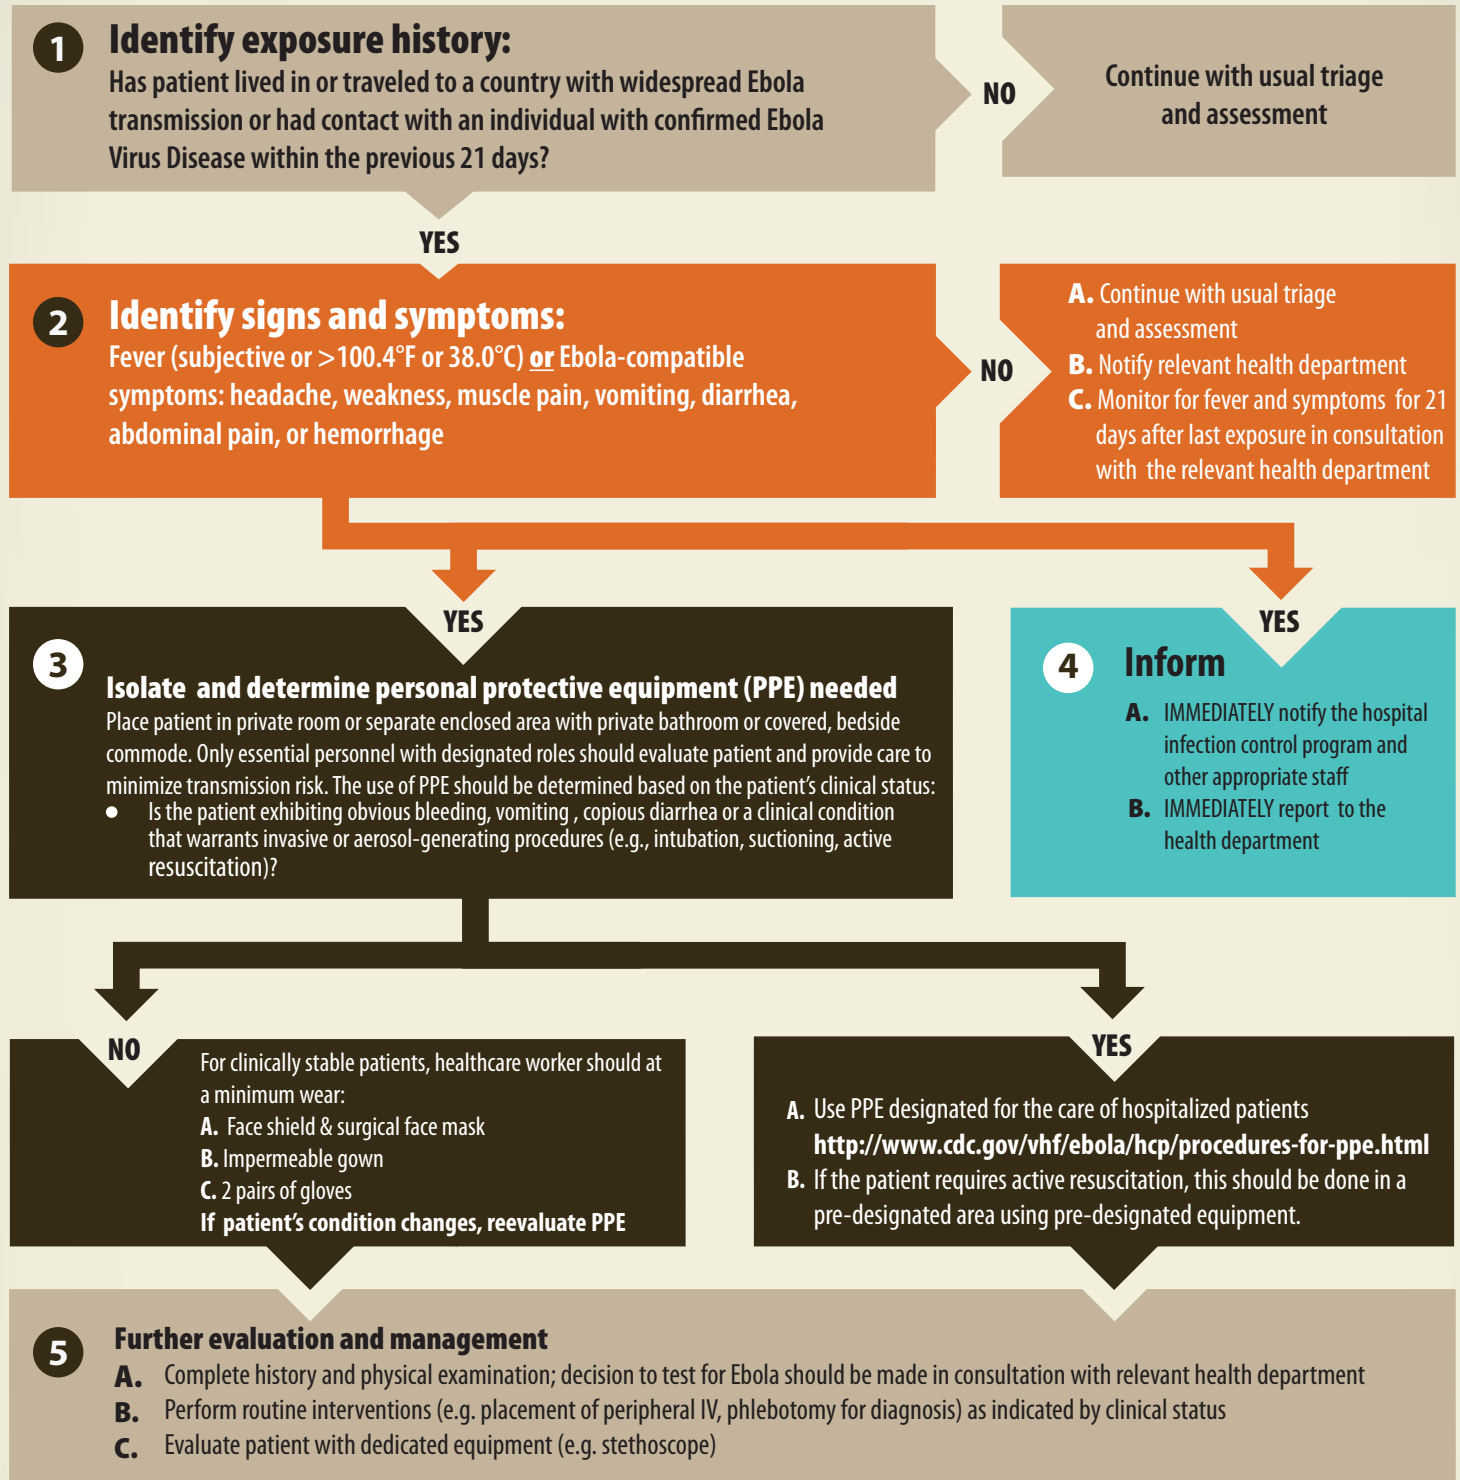 1 Identify exposure history:
Has patient lived in or traveled to a country with widespread Ebola
transmission or had contact with an individual with confirmed Ebola
Virus Disease within the previous 21 days?
NO
Continue with usual triage
and assessment
YES
2 Identify signs and symptoms:
Fever (subjective or >100.4°F or 38.0°C) or Ebola-compatible
symptoms: headache, weakness, muscle pain, vomiting, diarrhea,
abdominal pain, or hemorrhage
NO
A. Continue with usual triage
and assessment
B. Notify relevant health department
C. Monitor for fever and symptoms for 21
days after last exposure in consultation
with the relevant health department
YES
3 Isolate and determine personal protective equipment (PPE) needed
Place patient in private room or separate enclosed area with private bathroom or covered, bedside
commode. Only essential personnel with designated roles should evaluate patient and provide care to
minimize transmission risk. The use of PPE should be determined based on the patient's clinical status:
● Is the patient exhibiting obvious bleeding, vomiting , copious diarrhea or a clinical condition
that warrants invasive or aerosol-generating procedures (e.g., intubation, suctioning, active
resuscitation)?
YES
4 Inform
A. IMMEDIATELY notify the hospital
infection control program and
other appropriate staff
B. IMMEDIATELY report to the
health department
NO
For clinically stable patients, healthcare worker should at
a minimum wear:
A. Face shield & surgical face mask
B. Impermeable gown
C. 2 pairs of gloves
If patient's condition changes, reevaluate PPE
YES
A. Use PPE designated for the care of hospitalized patients
http://www.cdc.gov/vhf/ebola/hcp/procedures-for-ppe.html
B. If the patient requires active resuscitation, this should be done in a
pre-designated area using pre-designated equipment.
5 Further evaluation and management
A. Complete history and physical examination; decision to test for Ebola should be made in consultation with relevant health department
B. Perform routine interventions (e.g. placement of peripheral IV, phlebotomy for diagnosis) as indicated by clinical status
C. Evaluate patient with dedicated equipment (e.g. stethoscope)